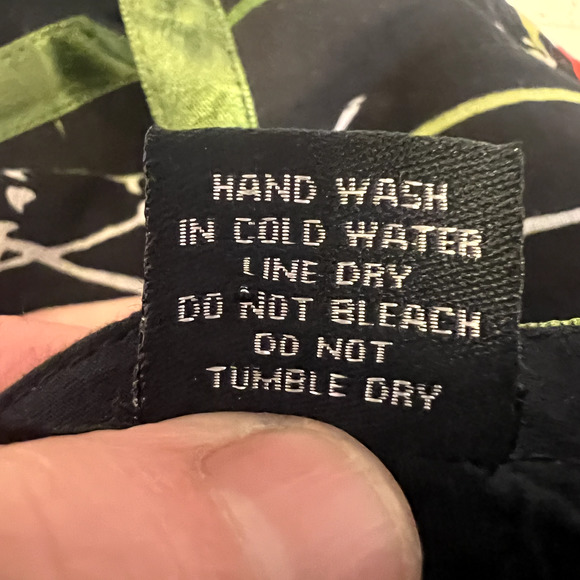 HAND WASH
IN COLD WATER
LINE DRY
DO NOT BLEACH
DO NOT
TUMBLE DRY